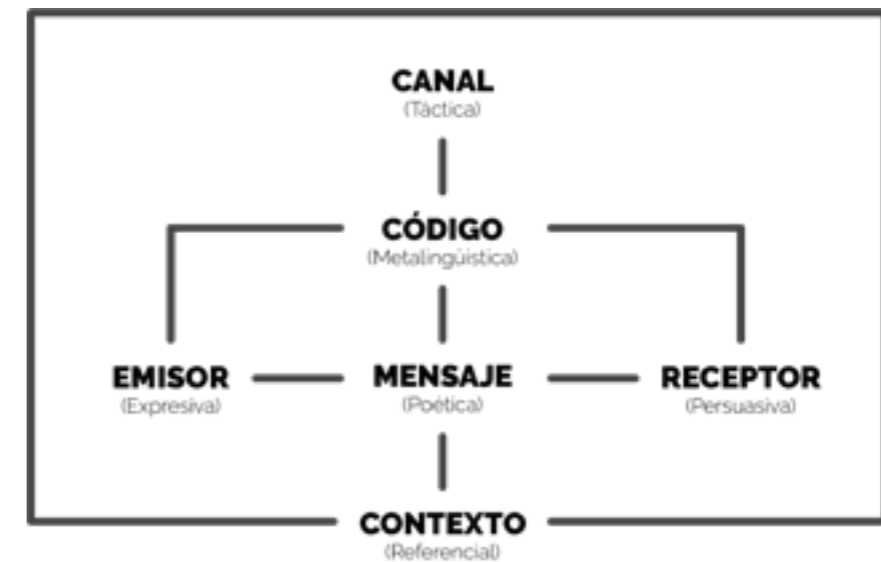 CANAL
(Táctica)
CÓDIGO
(Metalingüística)
EMISOR
(Expresiva)
MENSAJE
(Poética)
RECEPTOR
(Persuasiva)
CONTEXTO
(Referencial)